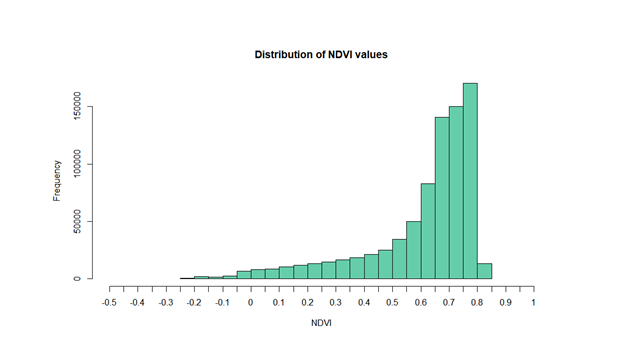 Distribution of NDVI values
Frequency
150000
100000
50000
0
-0.5 -0.4 -0.3 -0.2 -0.1 0 0.1 0.2 0.3 0.4 0.5 0.6 0.7 0.8 0.9 1
NDVI